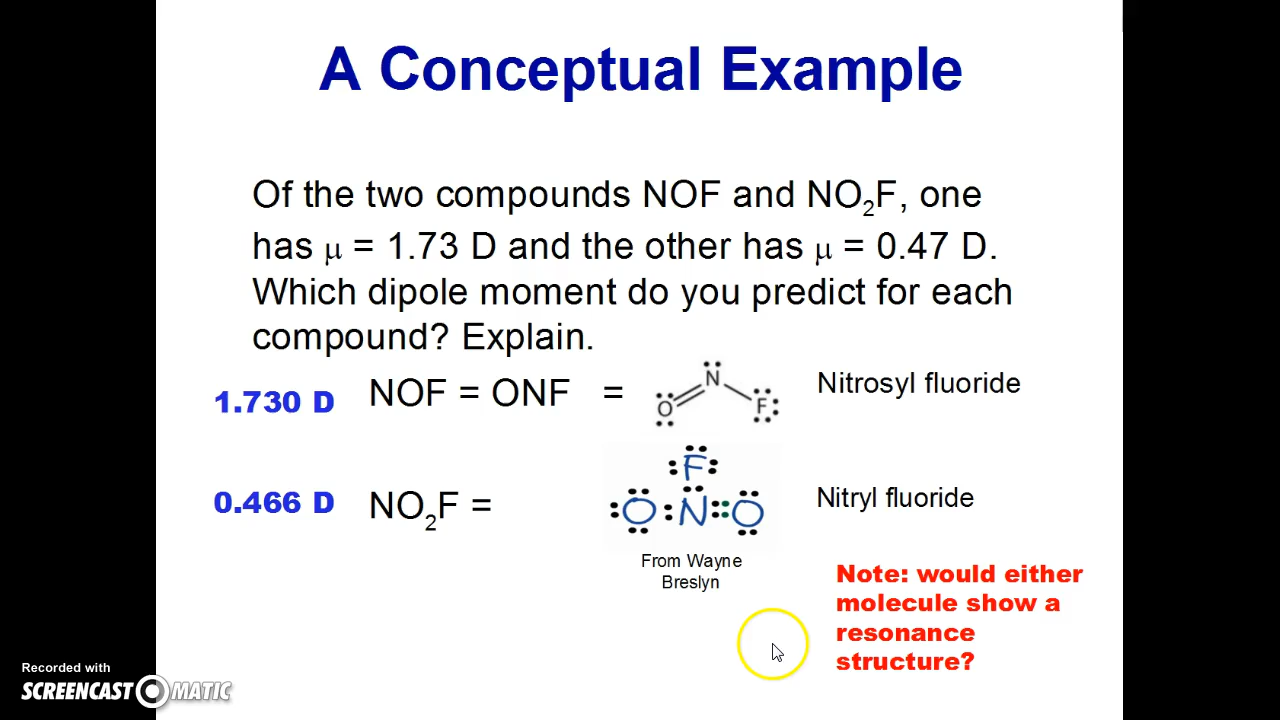 A Conceptual Example
Of the two compounds NOF and NO₂F, one
has μ = 1.73 D and the other has μ = 0.47 D.
Which dipole moment do you predict for each
compound? Explain.
1.730 D NOF = ONF = O N F Nitrosyl fluoride
F
0.466 D NO₂F = O N O Nitryl fluoride
From Wayne
Breslyn
Note: would either
molecule show a
resonance
structure?
Recorded with
SCREENCAST O MATIC